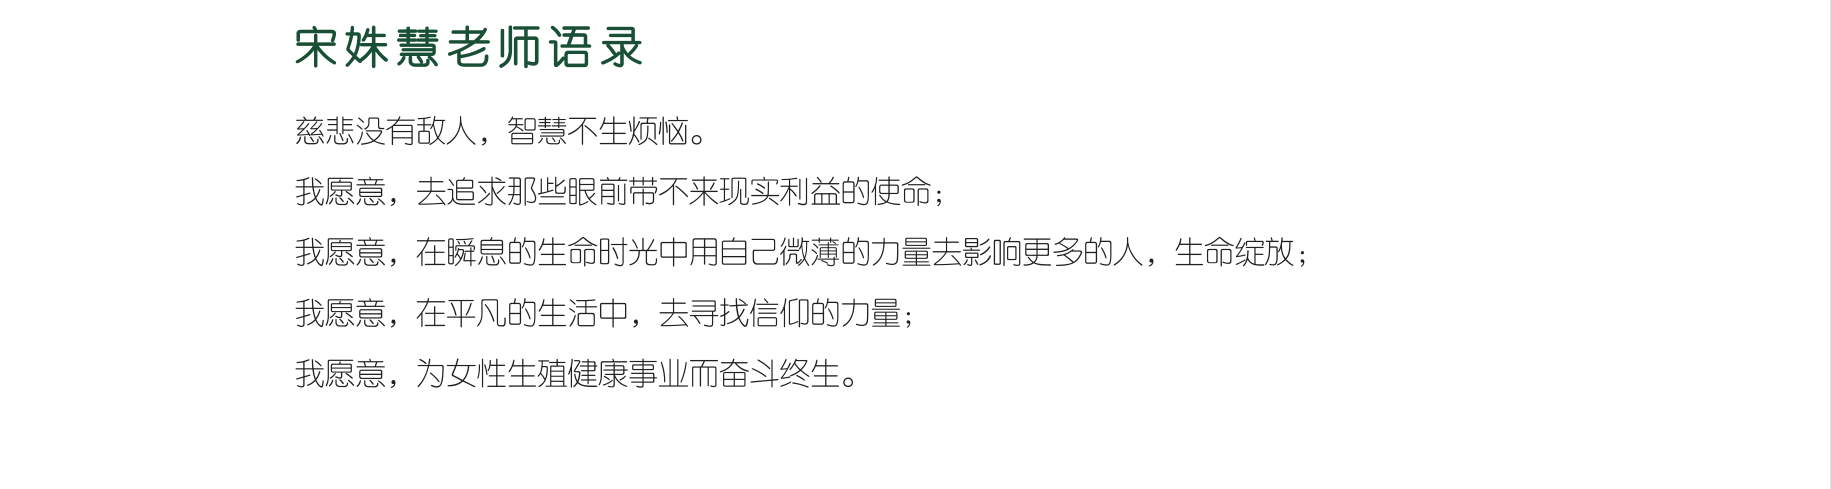 宋姝慧老师语录
慈悲没有敌人，智慧不生烦恼。
我愿意，去追求那些眼前带不来现实利益的使命；
我愿意，在瞬息的生命时光中用自己微薄的力量去影响更多的人，生命绽放；
我愿意，在平凡的生活中，去寻找信仰的力量；
我愿意，为女性生殖健康事业而奋斗终生。